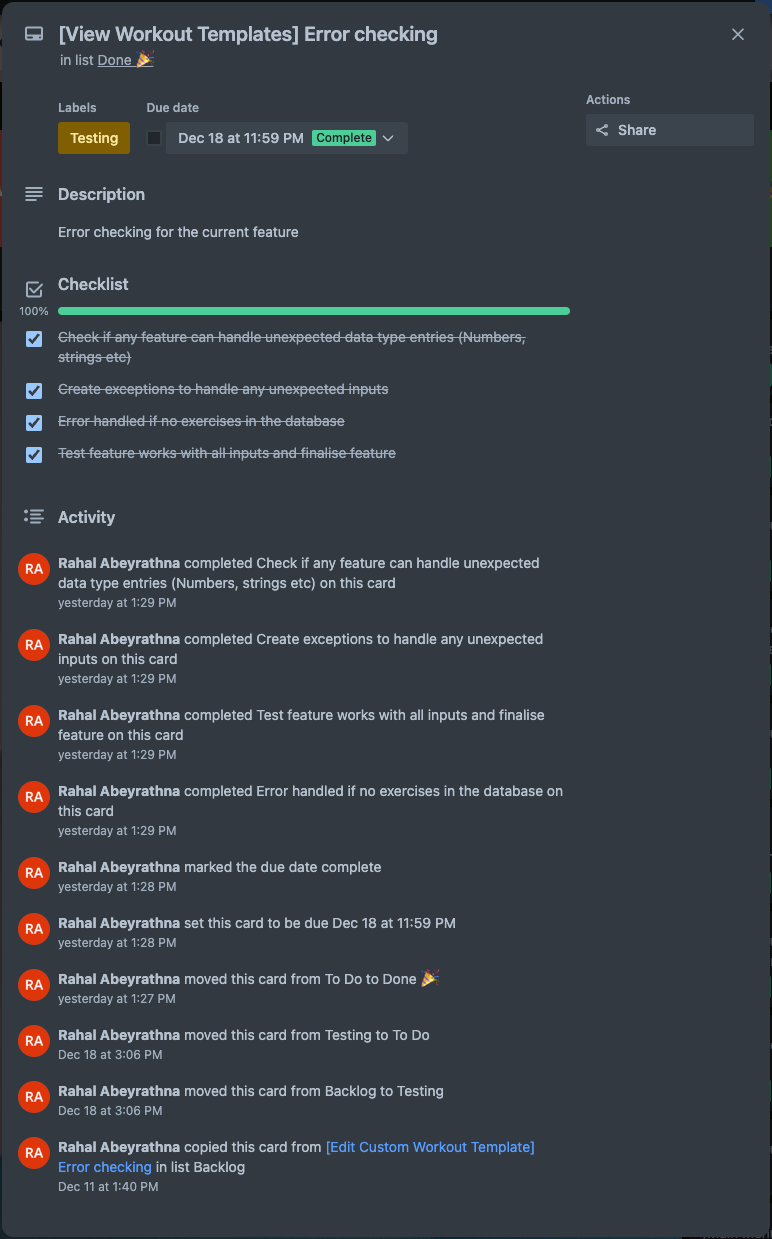 [View Workout Templates] Error checking
in list Done 🎉
Labels
Due date
Actions
Testing
Dec 18 at 11:59 PM Complete
Share
Description
Error checking for the current feature
Checklist
100%
Check if any feature can handle unexpected data type entries (Numbers,
strings etc)
Create exceptions to handle any unexpected inputs
Error handled if no exercises in the database
Test feature works with all inputs and finalise feature
Activity
RA
Rahal Abeyrathna completed Check if any feature can handle unexpected
data type entries (Numbers, strings etc) on this card
yesterday at 1:29 PM
RA
Rahal Abeyrathna completed Create exceptions to handle any unexpected
inputs on this card
yesterday at 1:29 PM
RA
Rahal Abeyrathna completed Test feature works with all inputs and finalise
feature on this card
yesterday at 1:29 PM
RA
Rahal Abeyrathna completed Error handled if no exercises in the database on
this card
yesterday at 1:29 PM
RA
Rahal Abeyrathna marked the due date complete
yesterday at 1:28 PM
RA
Rahal Abeyrathna set this card to be due Dec 18 at 11:59 PM
yesterday at 1:28 PM
RA
Rahal Abeyrathna moved this card from To Do to Done 🎉
yesterday at 1:27 PM
RA
Rahal Abeyrathna moved this card from Testing to To Do
Dec 18 at 3:06 PM
RA
Rahal Abeyrathna moved this card from Backlog to Testing
Dec 18 at 3:06 PM
RA
Rahal Abeyrathna copied this card from [Edit Custom Workout Template]
Error checking in list Backlog
Dec 11 at 1:40 PM